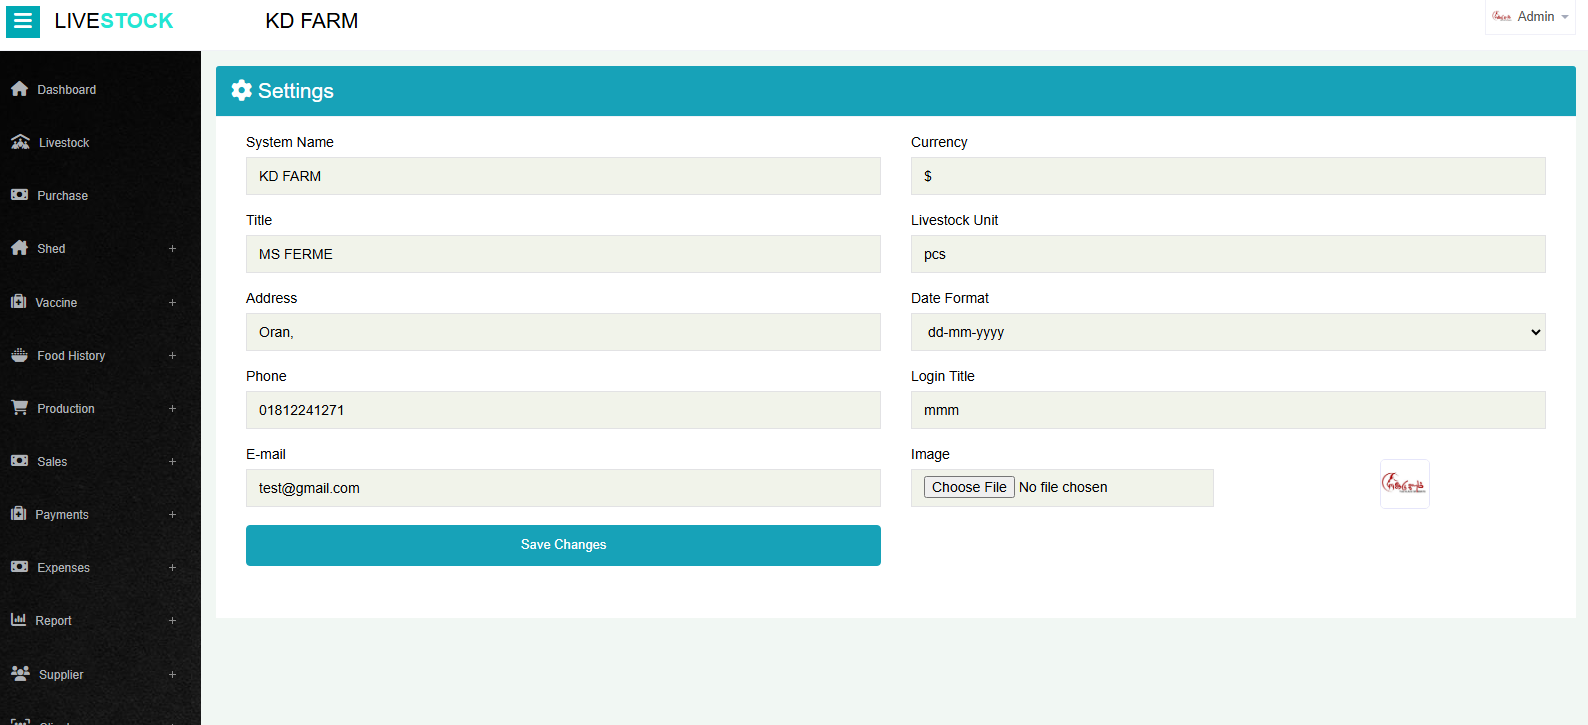 LIVESTOCK
KD FARM
Admin
Dashboard
Livestock
Purchase
Shed +
Vaccine +
Food History +
Production +
Sales +
Payments +
Expenses +
Report +
Supplier +
Settings
System Name
KD FARM
Title
MS FERME
Address
Oran,
Phone
01812241271
E-mail
test@gmail.com
Save Changes
Currency
$
Livestock Unit
pcs
Date Format
dd-mm-yyyy
Login Title
mmm
Image
Choose File No file chosen